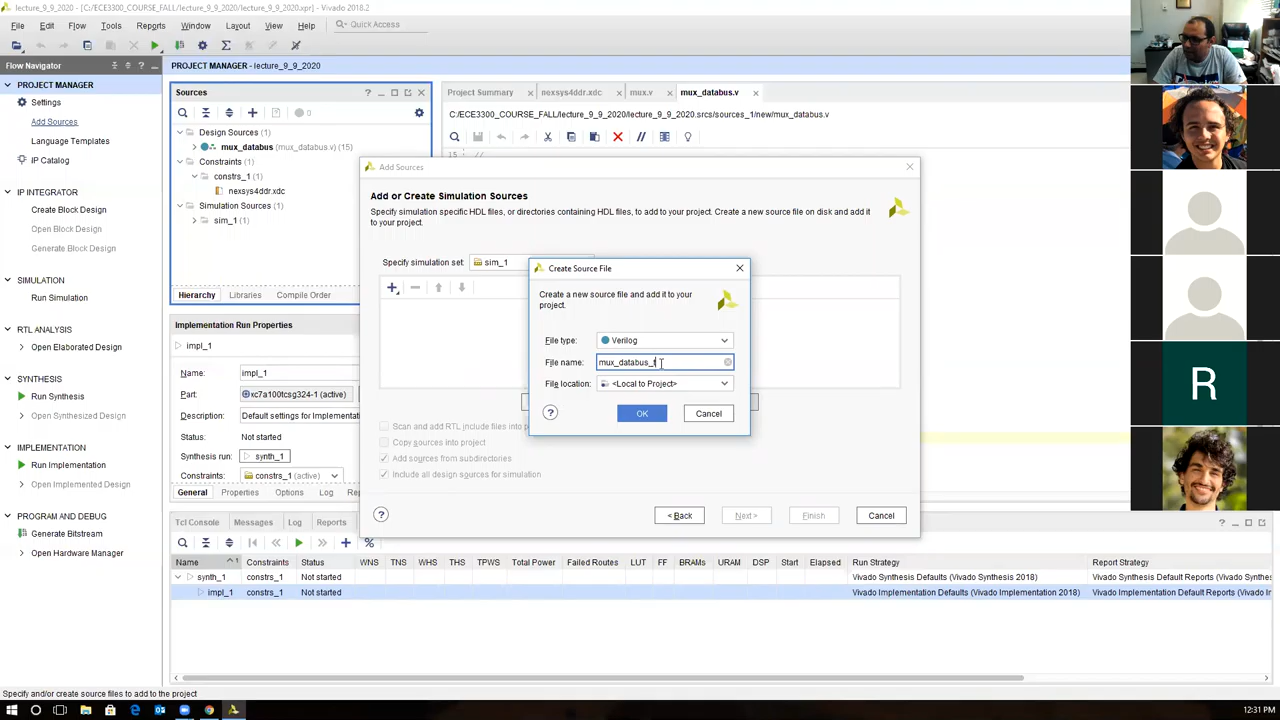 lecture_9_9_2020 - [C:/ECE3300_COURSE_FALL/lecture_9_9_2020/lecture_9_9_2020.xpr] - Vivado 2018.2
File Edit Flow Tools Reports Window Layout View Help Quick Access
Flow Navigator
PROJECT MANAGER - lecture_9_9_2020
PROJECT MANAGER
Settings
Add Sources
Language Templates
IP Catalog
IP INTEGRATOR
Create Block Design
Open Block Design
Generate Block Design
SIMULATION
Run Simulation
RTL ANALYSIS
Open Elaborated Design
SYNTHESIS
Run Synthesis
Open Synthesized Design
IMPLEMENTATION
Run Implementation
Open Implemented Design
PROGRAM AND DEBUG
Generate Bitstream
Open Hardware Manager
Sources
0
Design Sources (1)
mux_databus (mux_databus.v) (15)
Constraints (1)
constrs_1 (1)
nexsys4ddr.xdc
Simulation Sources (1)
sim_1 (1)
Hierarchy Libraries Compile Order
Implementation Run Properties
impl_1
Name: impl_1
Part: xc7a100tcsg324-1 (active)
Description: Default settings for Implementat
Status: Not started
Synthesis run: synth_1
Constraints: constrs_1 (active)
General Properties Options Log
Project Summary nexsys4ddr.xdc mux.v mux_databus.v
C:/ECE3300_COURSE_FALL/lecture_9_9_2020/lecture_9_9_2020.srcs/sources_1/new/mux_databus.v
15 //
Add Sources
Add or Create Simulation Sources
Specify simulation specific HDL files, or directories containing HDL files, to add to your project. Create a new source file on disk and add it
to your project.
Specify simulation set: sim_1
Scan and add RTL include files into
Copy sources into project
Add sources from subdirectories
Include all design sources for simulation
< Back Next > Finish Cancel
Create Source File
Create a new source file and add it to your
project.
File type: Verilog
File name: mux_databus_1
File location: <Local to Project>
OK Cancel
Tcl Console Messages Log Reports
Name Constraints Status WNS TNS WHS THS TPWS Total Power Failed Routes LUT FF BRAMs URAM DSP Start Elapsed Run Strategy Report Strategy
synth_1 constrs_1 Not started Vivado Synthesis Defaults (Vivado Synthesis 2018) Vivado Synthesis Default Reports (Vivado Synthes
impl_1 constrs_1 Not started Vivado Implementation Defaults (Vivado Implementation 2018) Vivado Implementation Default Reports (Vivado Im
Specify and/or create source files to add to the project
R
12:31 PM